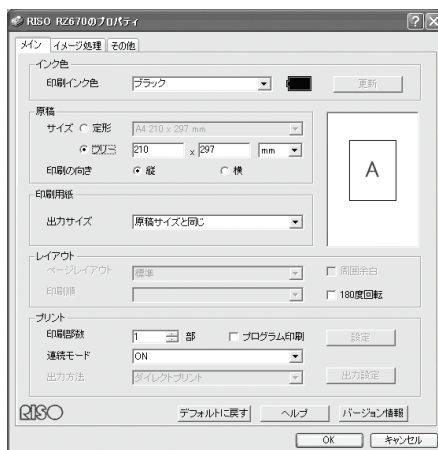 RISO RZ670のプロパティ
メイン イメージ処理 その他
インク色
印刷インク色 ブラック 更新
原稿
サイズ 定形 A4 210 x 297 mm
フリー 210 x 297 mm
印刷の向き 縦 横
A
印刷用紙
出力サイズ 原稿サイズと同じ
レイアウト
ページレイアウト 標準 周囲余白
印刷順 180度回転
プリント
印刷部数 1 部 プログラム印刷 設定
連続モード ON
出力方法 ダイレクトプリント 出力設定
RISO デフォルトに戻す ヘルプ バージョン情報
OK キャンセル